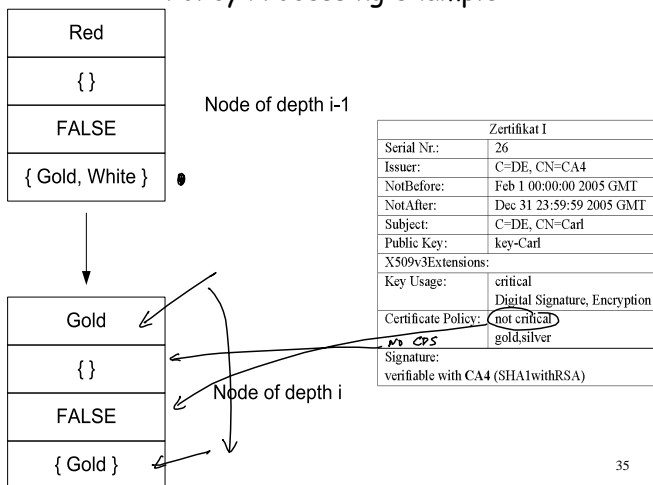 Red
{ }
FALSE
{ Gold, White }
Node of depth i-1
Gold
{ }
FALSE
{ Gold }
Node of depth i
Zertifikat I
Serial Nr.: 26
Issuer: C=DE, CN=CA4
NotBefore: Feb 1 00:00:00 2005 GMT
NotAfter: Dec 31 23:59:59 2005 GMT
Subject: C=DE, CN=Carl
Public Key: key-Carl
X509v3Extensions:
Key Usage: critical
Digital Signature, Encryption
Certificate Policy: not critical
NO CPS gold,silver
Signature:
verifiable with CA4 (SHA1withRSA)
35